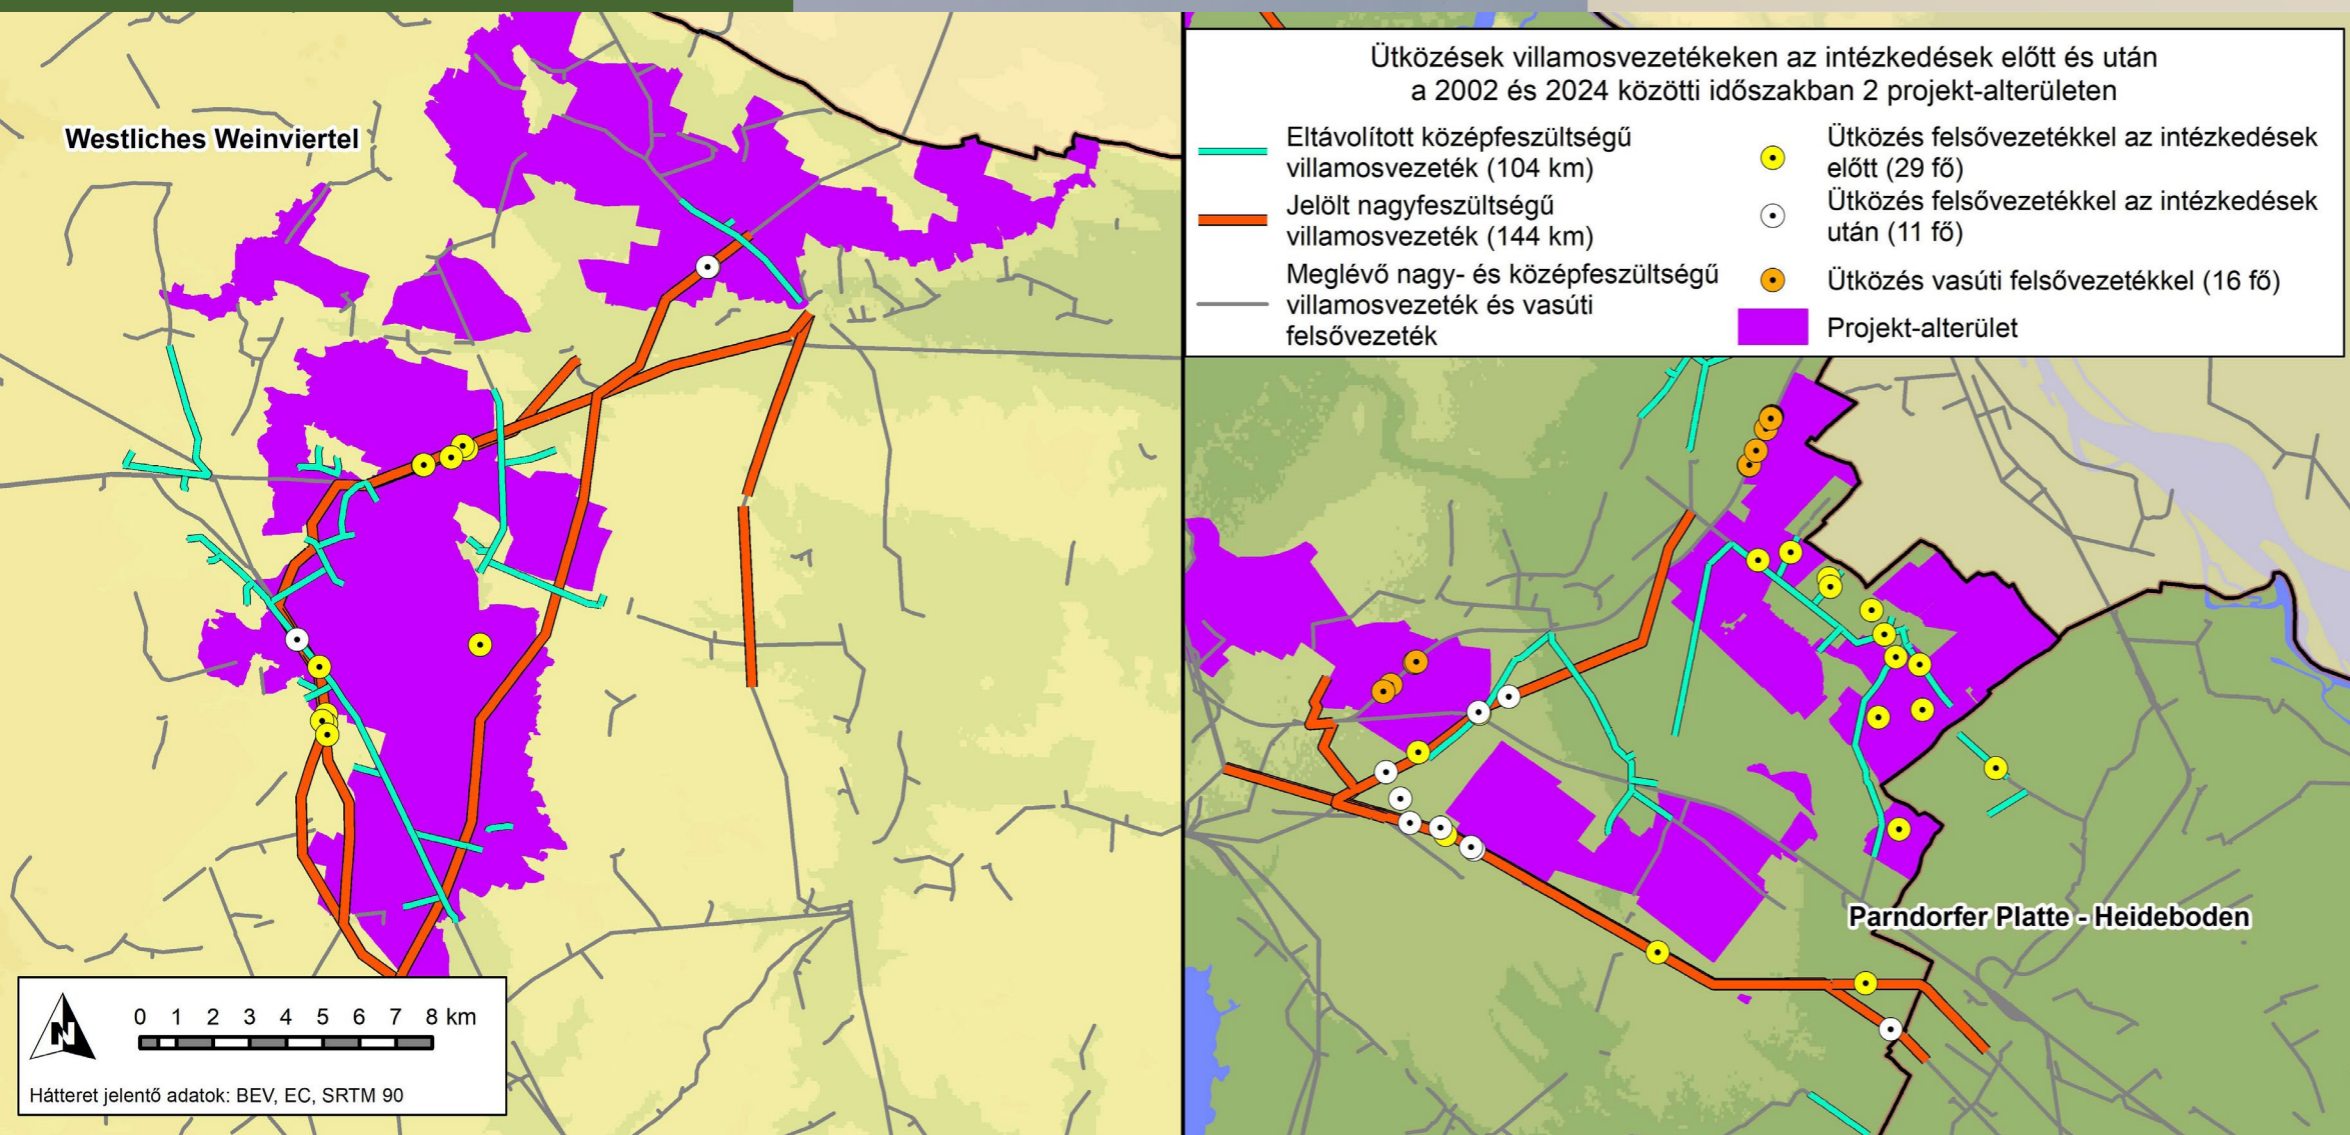 Ütközések villamosvezetékeken az intézkedések előtt és után
a 2002 és 2024 közötti időszakban 2 projekt-alterületen
Eltávolított középfeszültségű
villamosvezeték (104 km)
Jelölt nagyfeszültségű
villamosvezeték (144 km)
Meglévő nagy- és középfeszültségű
villamosvezeték és vasúti
felsővezeték
Ütközés felsővezetékkel az intézkedések
előtt (29 fő)
Ütközés felsővezetékkel az intézkedések
után (11 fő)
Ütközés vasúti felsővezetékkel (16 fő)
Projekt-alterület
Westliches Weinviertel
Parndorfer Platte - Heideboden
N
0 1 2 3 4 5 6 7 8 km
Hátteret jelentő adatok: BEV, EC, SRTM 90